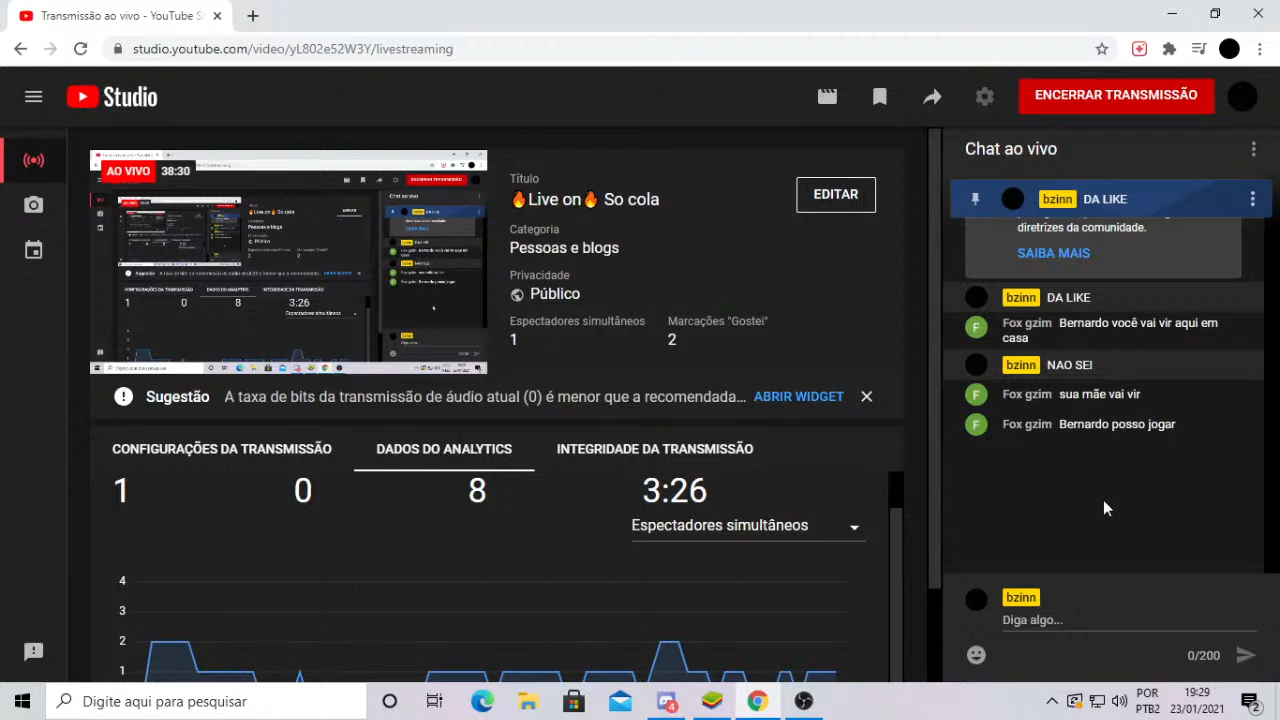 Transmissão ao vivo - YouTube S
studio.youtube.com/video/yL802e52W3Y/livestreaming
Studio
ENCERRAR TRANSMISSÃO
AO VIVO 38:30
Título
🔥Live on🔥 So cola
EDITAR
Categoria
Pessoas e blogs
Privacidade
Público
Espectadores simultâneos
Marcações "Gostei"
1
2
Sugestão A taxa de bits da transmissão de áudio atual (0) é menor que a recomendada... ABRIR WIDGET
CONFIGURAÇÕES DA TRANSMISSÃO
DADOS DO ANALYTICS
INTEGRIDADE DA TRANSMISSÃO
1
0
8
3:26
Espectadores simultâneos
4
3
2
1
Chat ao vivo
bzinn DA LIKE
diretrizes da comunidade.
SAIBA MAIS
bzinn DA LIKE
Fox gzim Bernardo você vai vir aqui em
casa
bzinn NAO SEI
Fox gzim sua mãe vai vir
Fox gzim Bernardo posso jogar
bzinn
Diga algo...
0/200
Digite aqui para pesquisar
POR
PTB2
19:29
23/01/2021